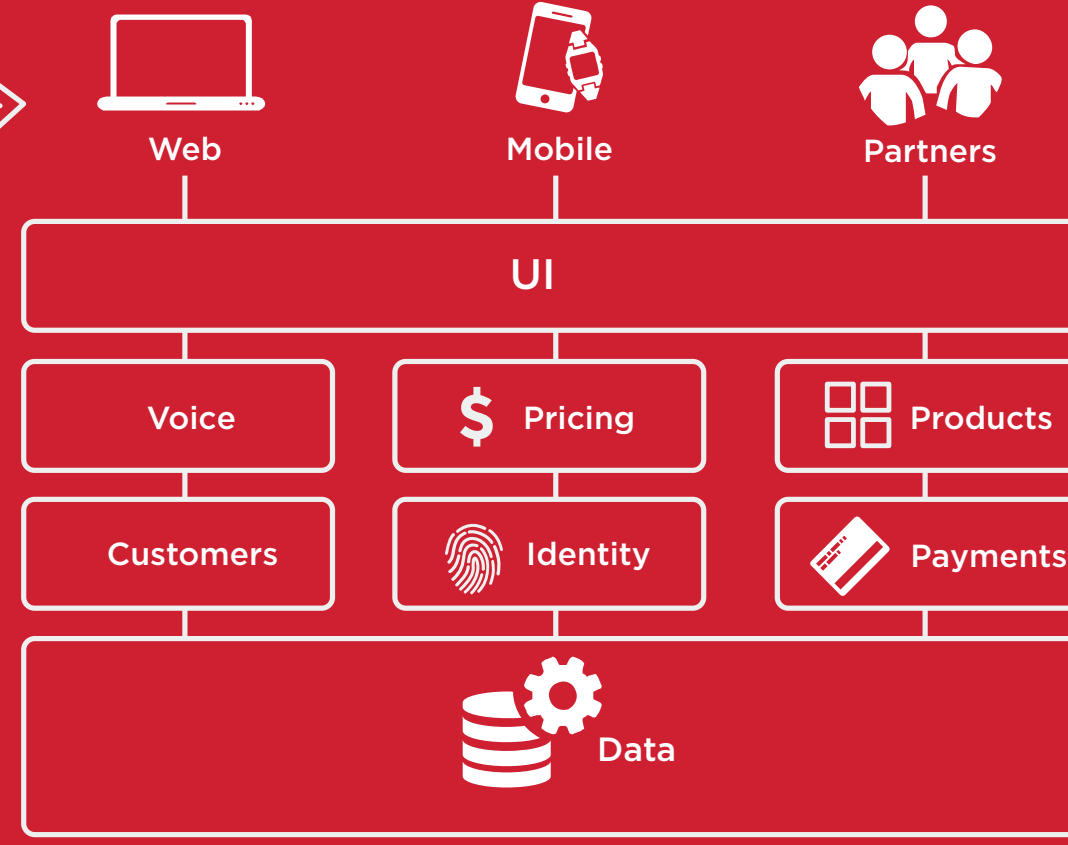 Web
Mobile
Partners
UI
Voice
$ Pricing
Products
Customers
Identity
Payments
Data